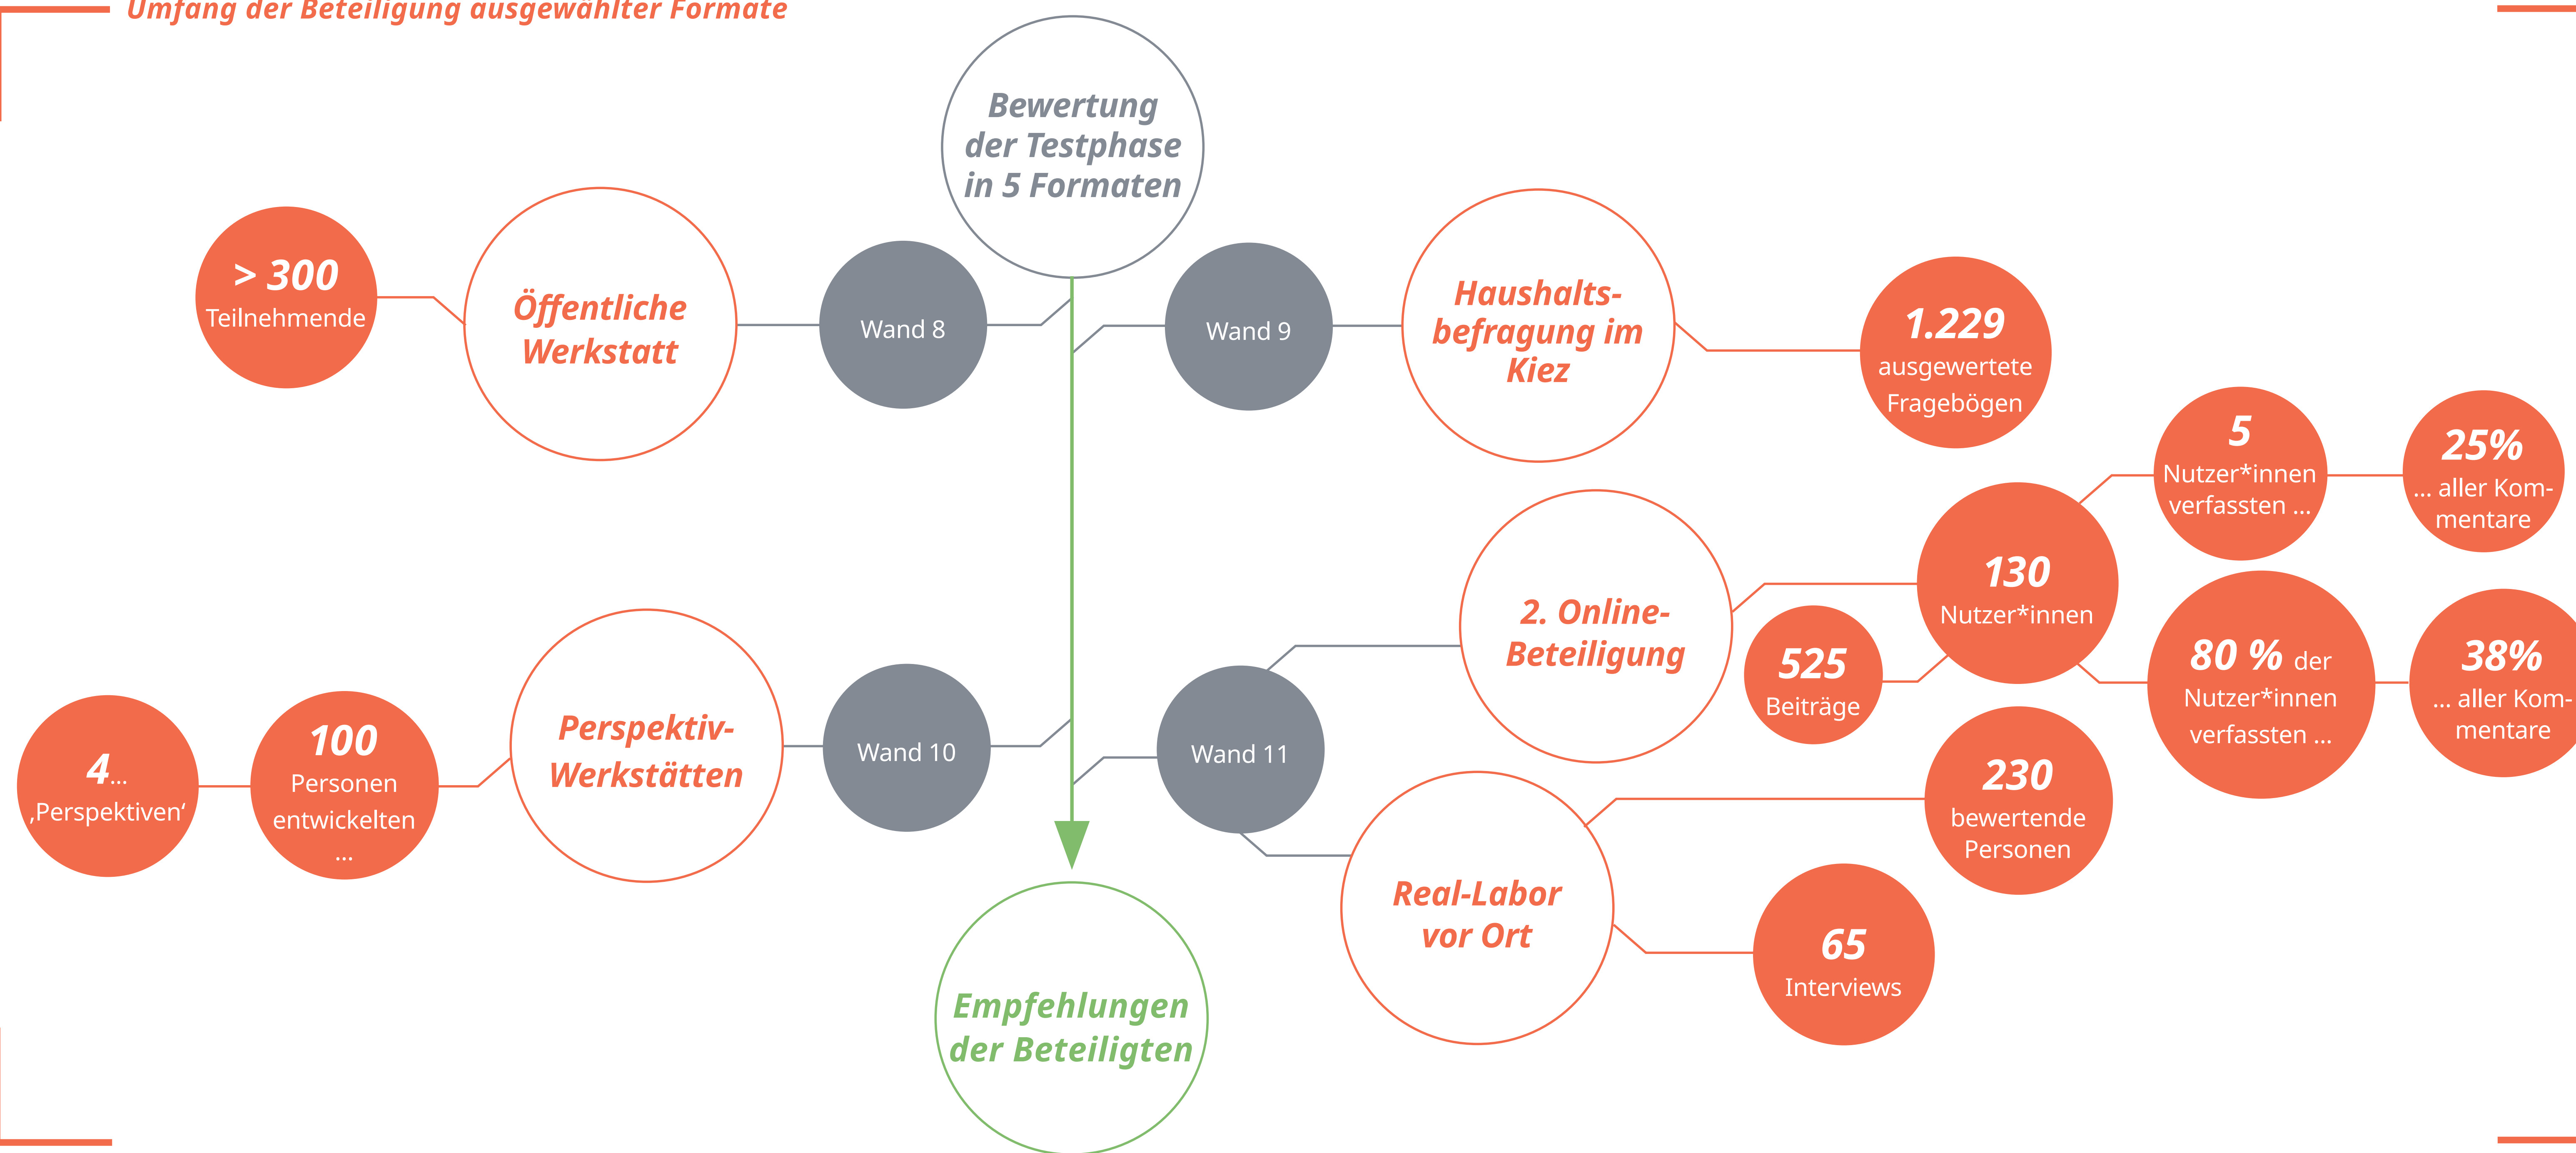 Umfang der Beteiligung ausgewählter Formate
Bewertung
der Testphase
in 5 Formaten
> 300
Teilnehmende
Öffentliche
Werkstatt
Wand 8
Wand 9
Haushalts-
befragung im
Kiez
1.229
ausgewertete
Fragebögen
5
Nutzer*innen
verfassten ...
25%
... aller Kom-
mentare
2. Online-
Beteiligung
130
Nutzer*innen
525
Beiträge
80 % der
Nutzer*innen
verfassten ...
38%
... aller Kom-
mentare
4...
‚Perspektiven‘
100
Personen
entwickelten
...
Perspektiv-
Werkstätten
Wand 10
Wand 11
230
bewertende
Personen
Real-Labor
vor Ort
65
Interviews
Empfehlungen
der Beteiligten